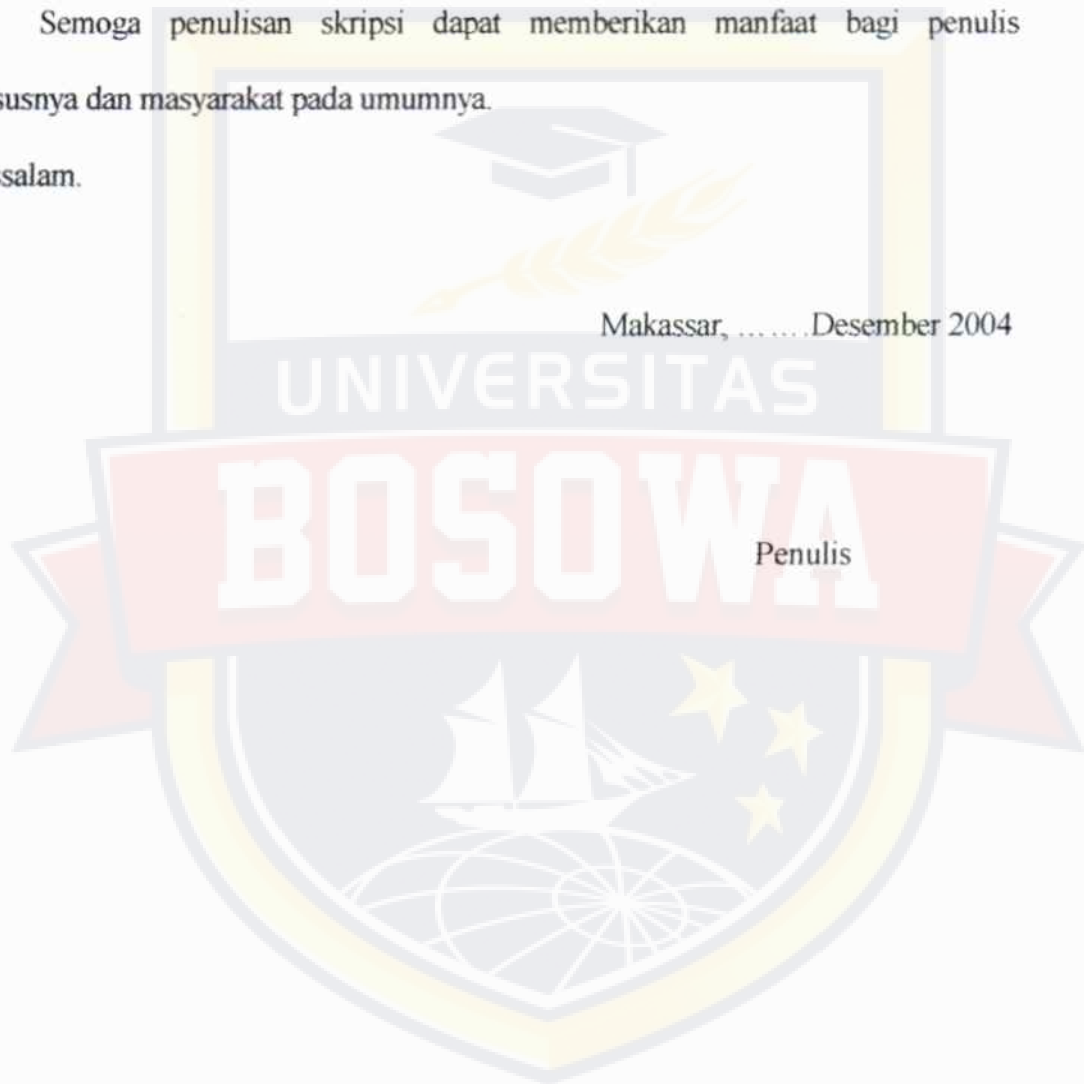 Semoga penulisan skripsi dapat memberikan manfaat bagi penulis
susnya dan masyarakat pada umumnya.
salam.
Makassar, ... ... .Desember 2004
UNIVERSITAS
BOSOWA
Penulis